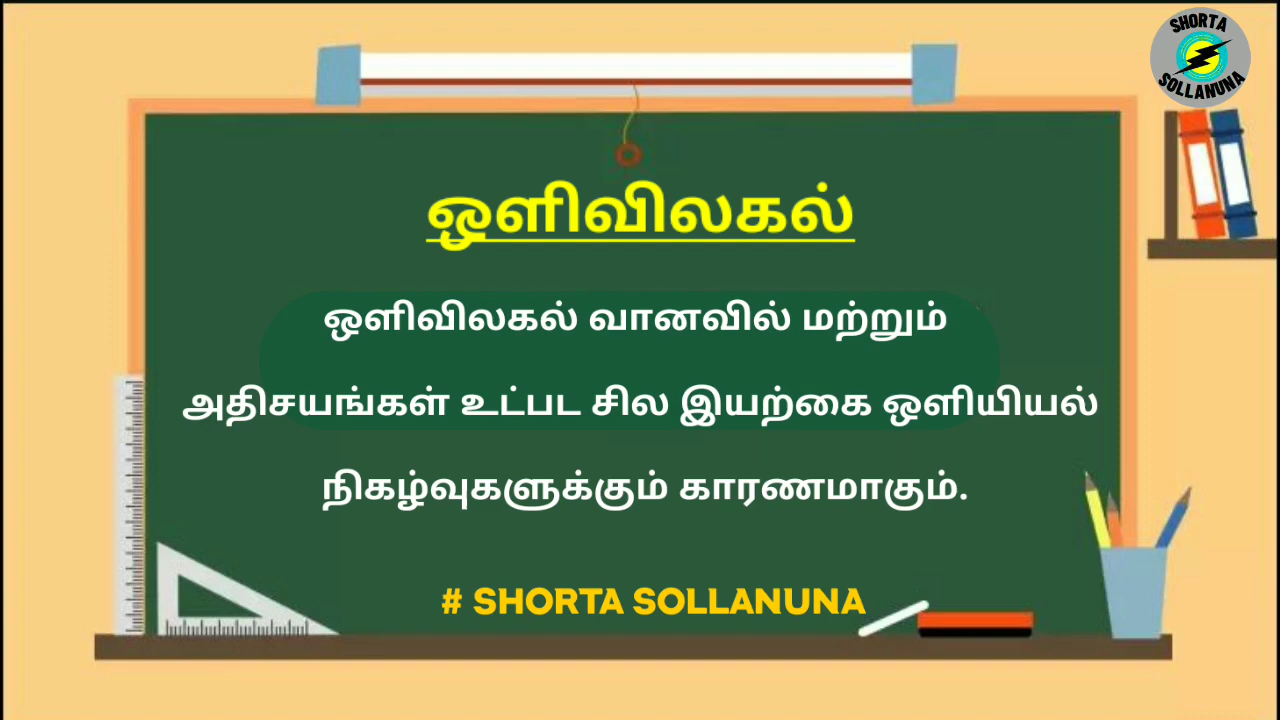 SHORTA
SOLLANUNA
ஒளிவிலகல்
ஒளிவிலகல் வானவில் மற்றும்
அதிசயங்கள் உட்பட சில இயற்கை ஒளியியல்
நிகழ்வுகளுக்கும் காரணமாகும்.
# SHORTA SOLLANUNA